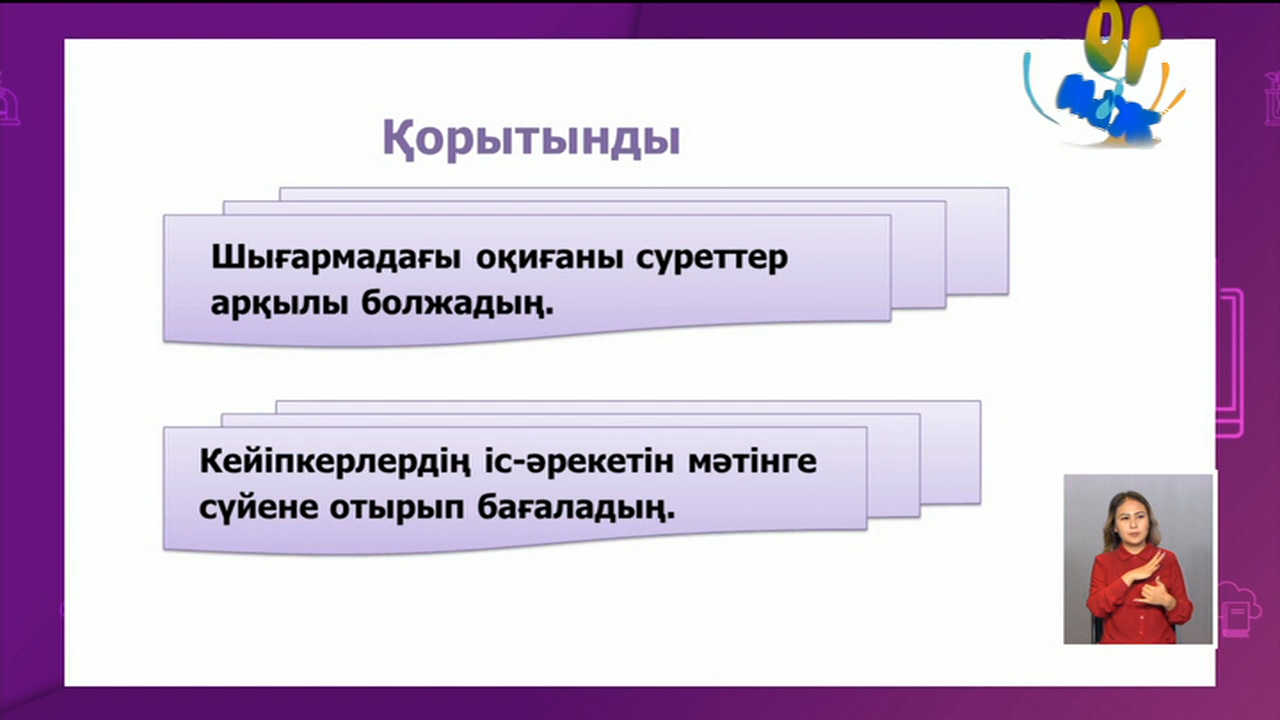 Қорытынды
Шығармадағы оқиғаны суреттер
арқылы болжадың.
Кейіпкерлердің іс-әрекетін мәтінге
сүйене отырып бағаладың.